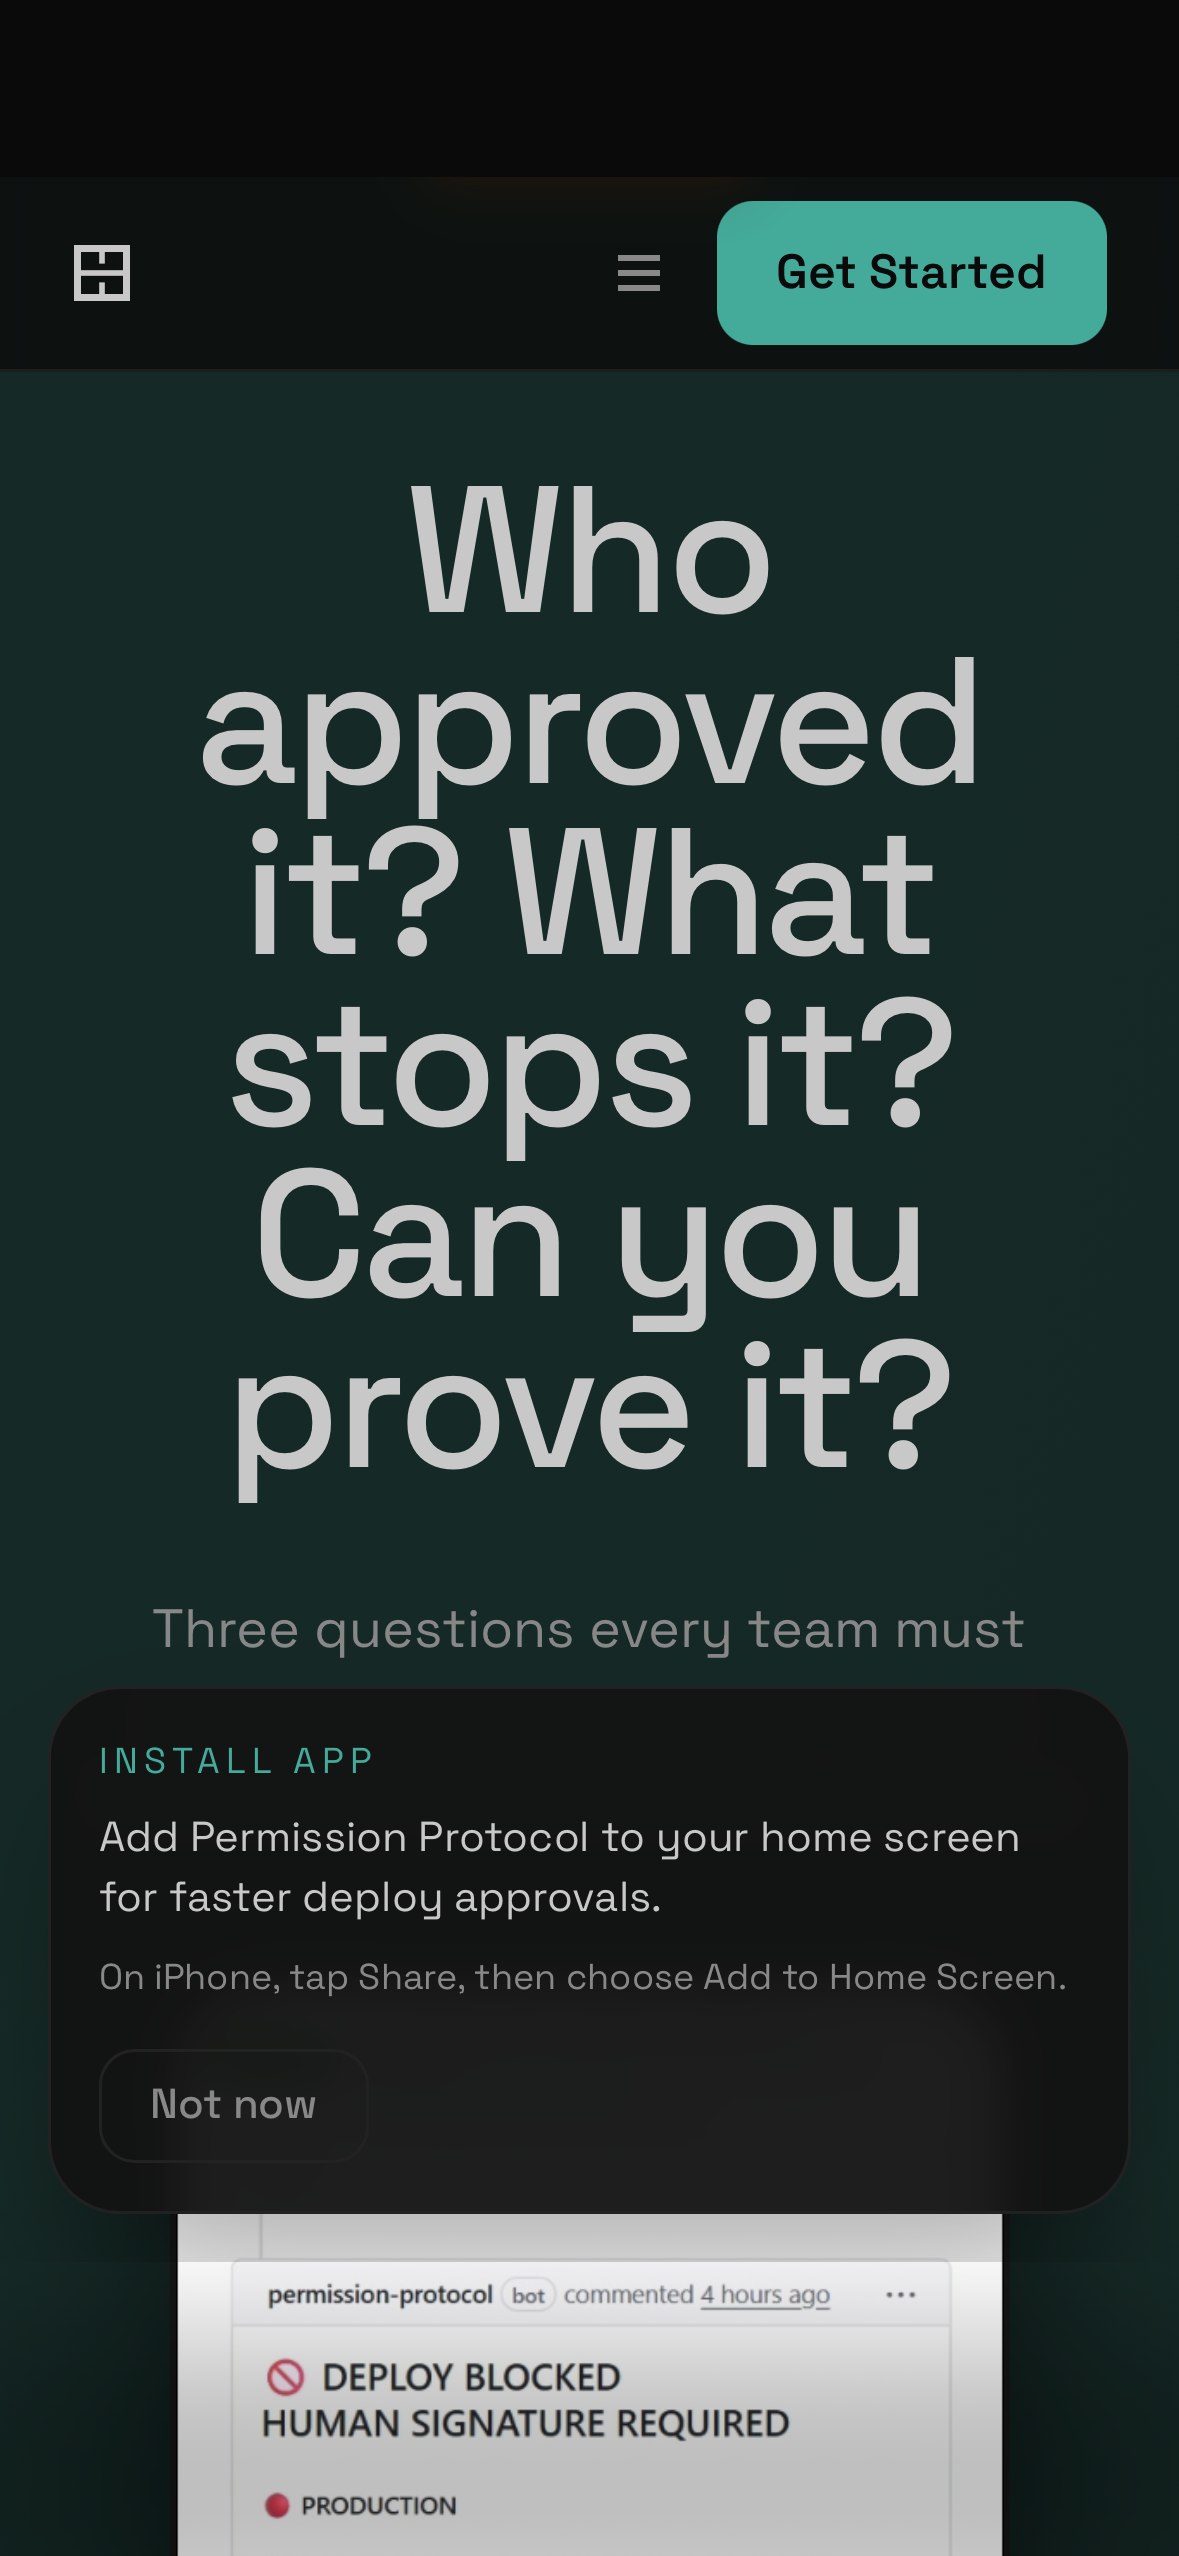 Get Started
Who
approved
it? What
stops it?
Can you
prove it?
Three questions every team must
INSTALL APP
Add Permission Protocol to your home screen
for faster deploy approvals.
On iPhone, tap Share, then choose Add to Home Screen.
Not now
permission-protocol bot commented 4 hours ago
🚫 DEPLOY BLOCKED
HUMAN SIGNATURE REQUIRED
🔴 PRODUCTION